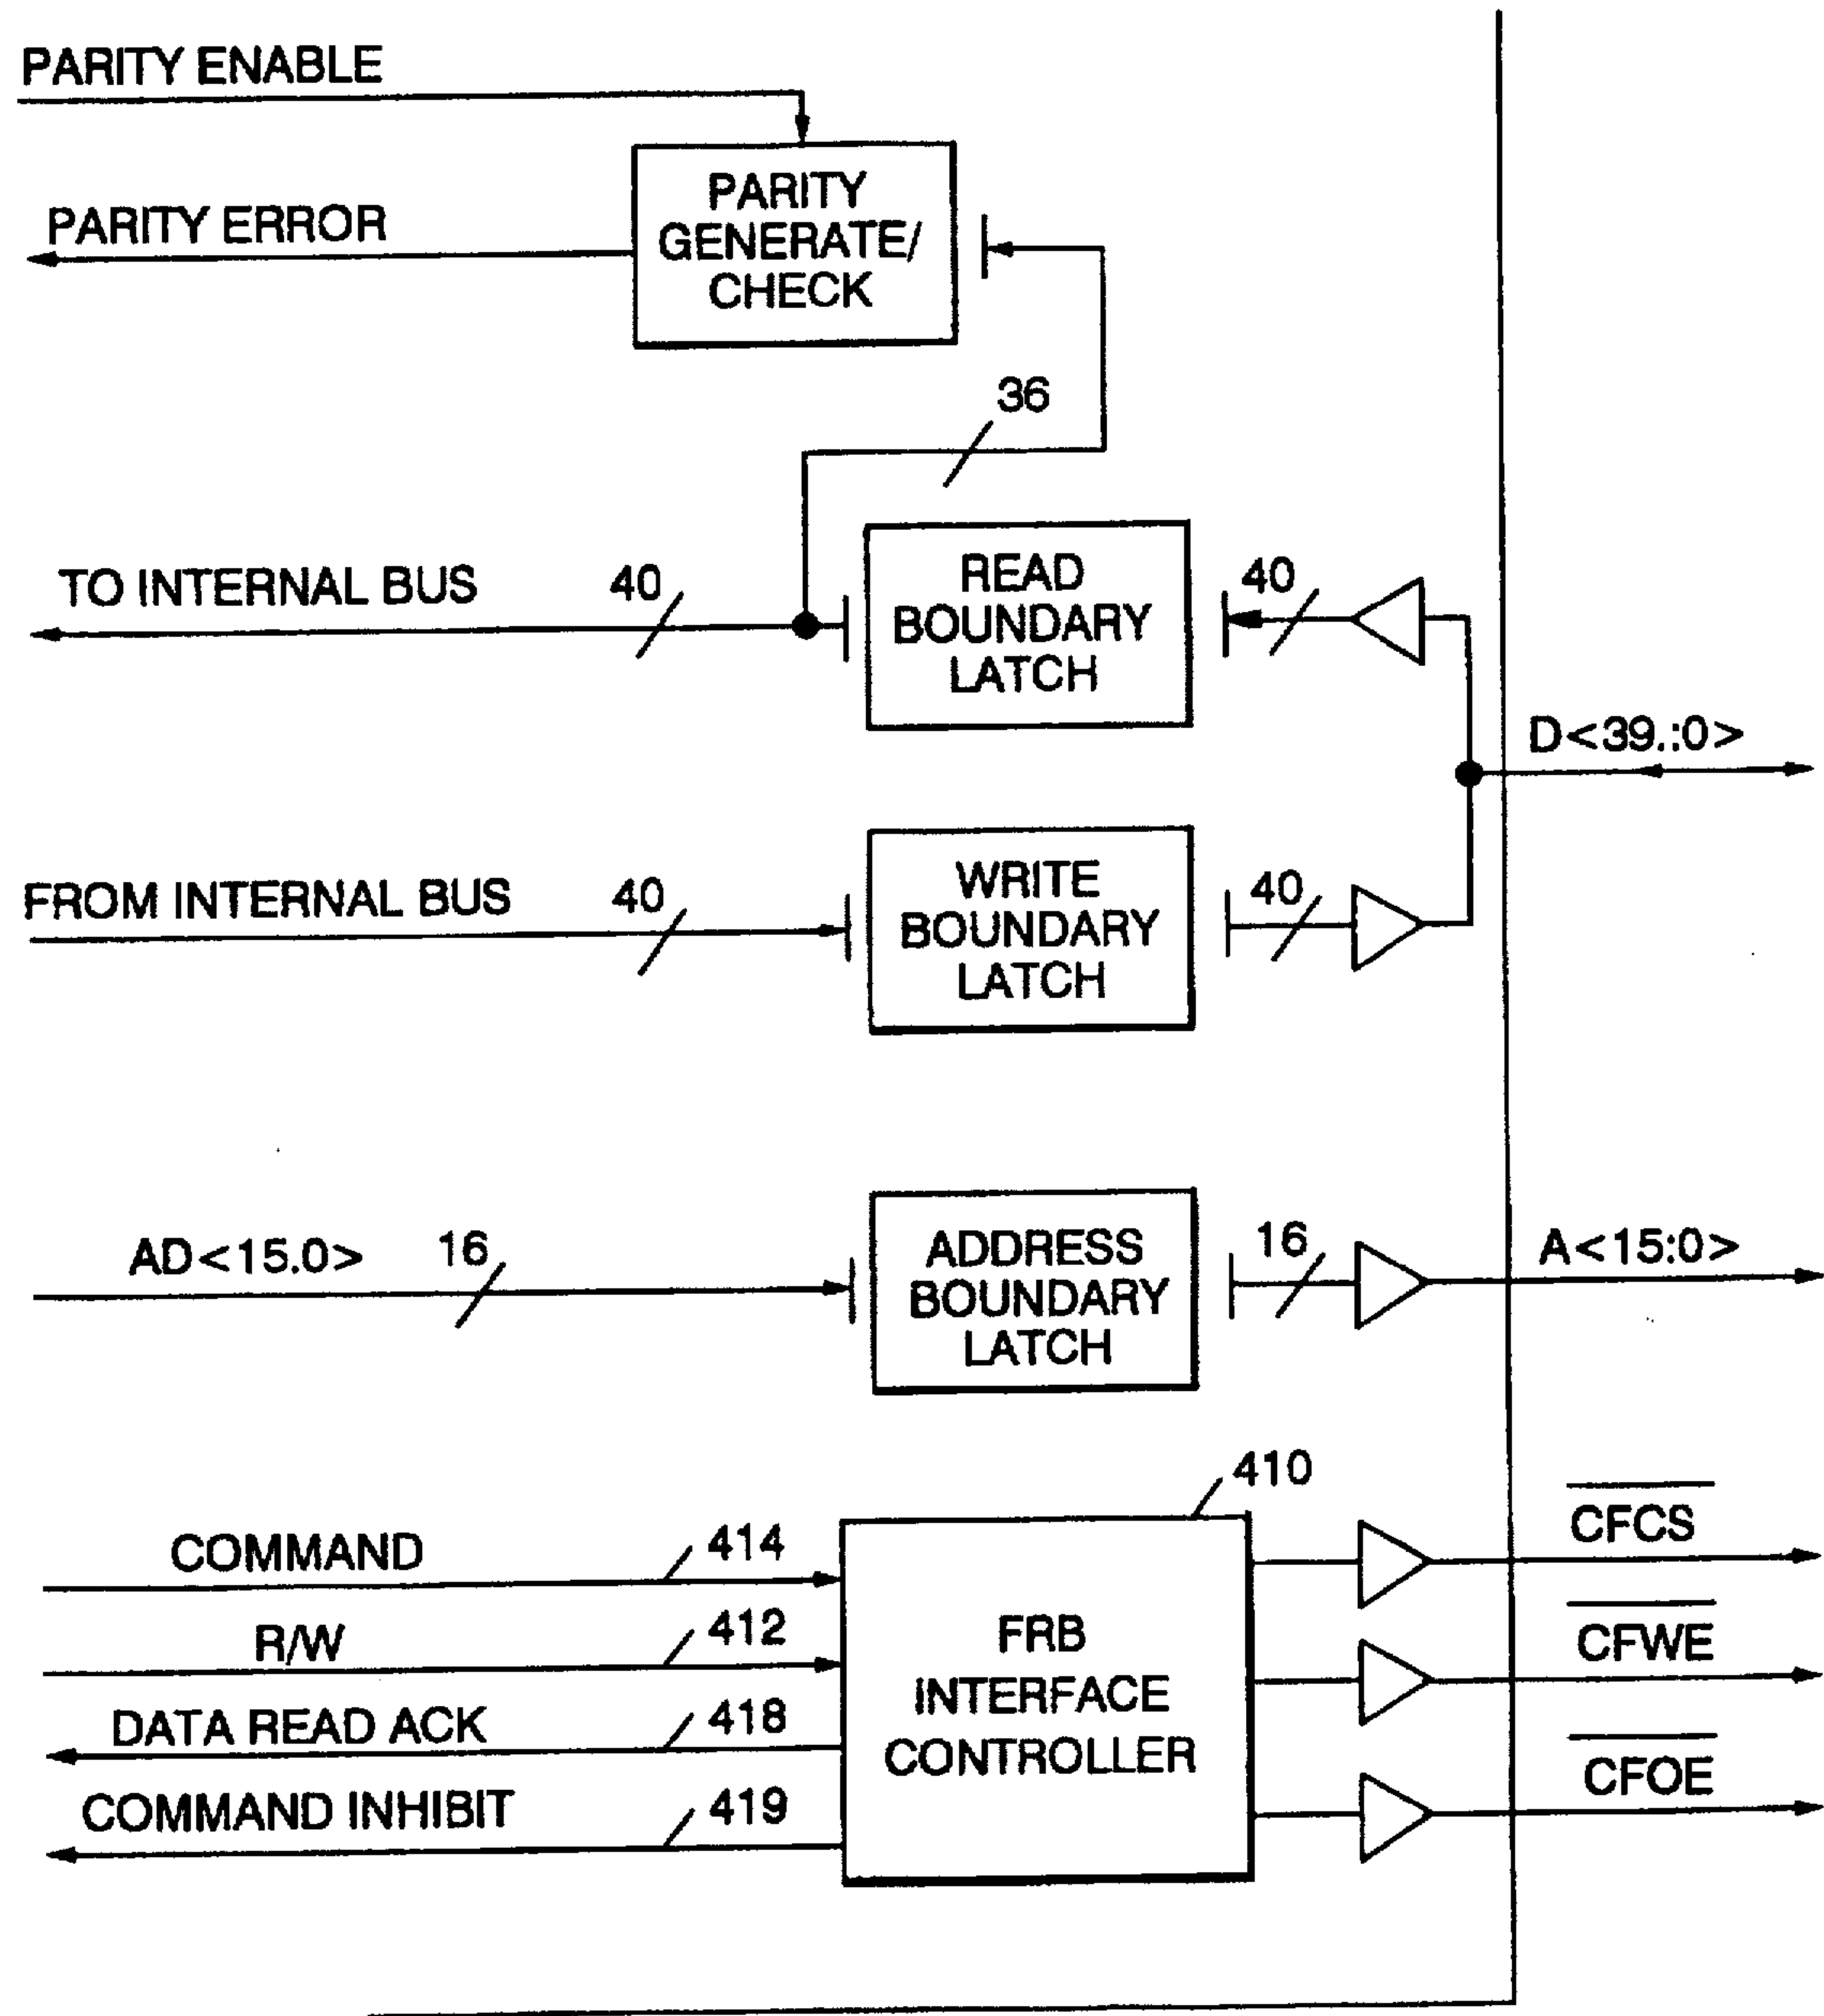 PARITY ENABLE
PARITY
GENERATE/
CHECK
PARITY ERROR
36
TO INTERNAL BUS
40
READ
BOUNDARY
LATCH
40
D<39.:0>
FROM INTERNAL BUS
40
WRITE
BOUNDARY
LATCH
40
AD<15.0>
16
ADDRESS
BOUNDARY
LATCH
16
A<15:0>
410
COMMAND
414
R/W
412
DATA READ ACK
418
COMMAND INHIBIT
419
FRB
INTERFACE
CONTROLLER
CFCS
CFWE
CFOE